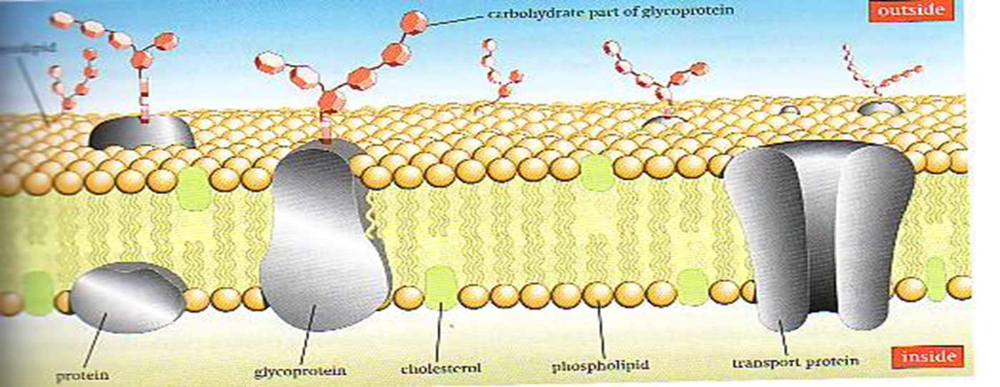 carbohydrate part of glycoprotein
outside
protein
glycoprotein
cholesterol
phospholipid
transport protein
inside